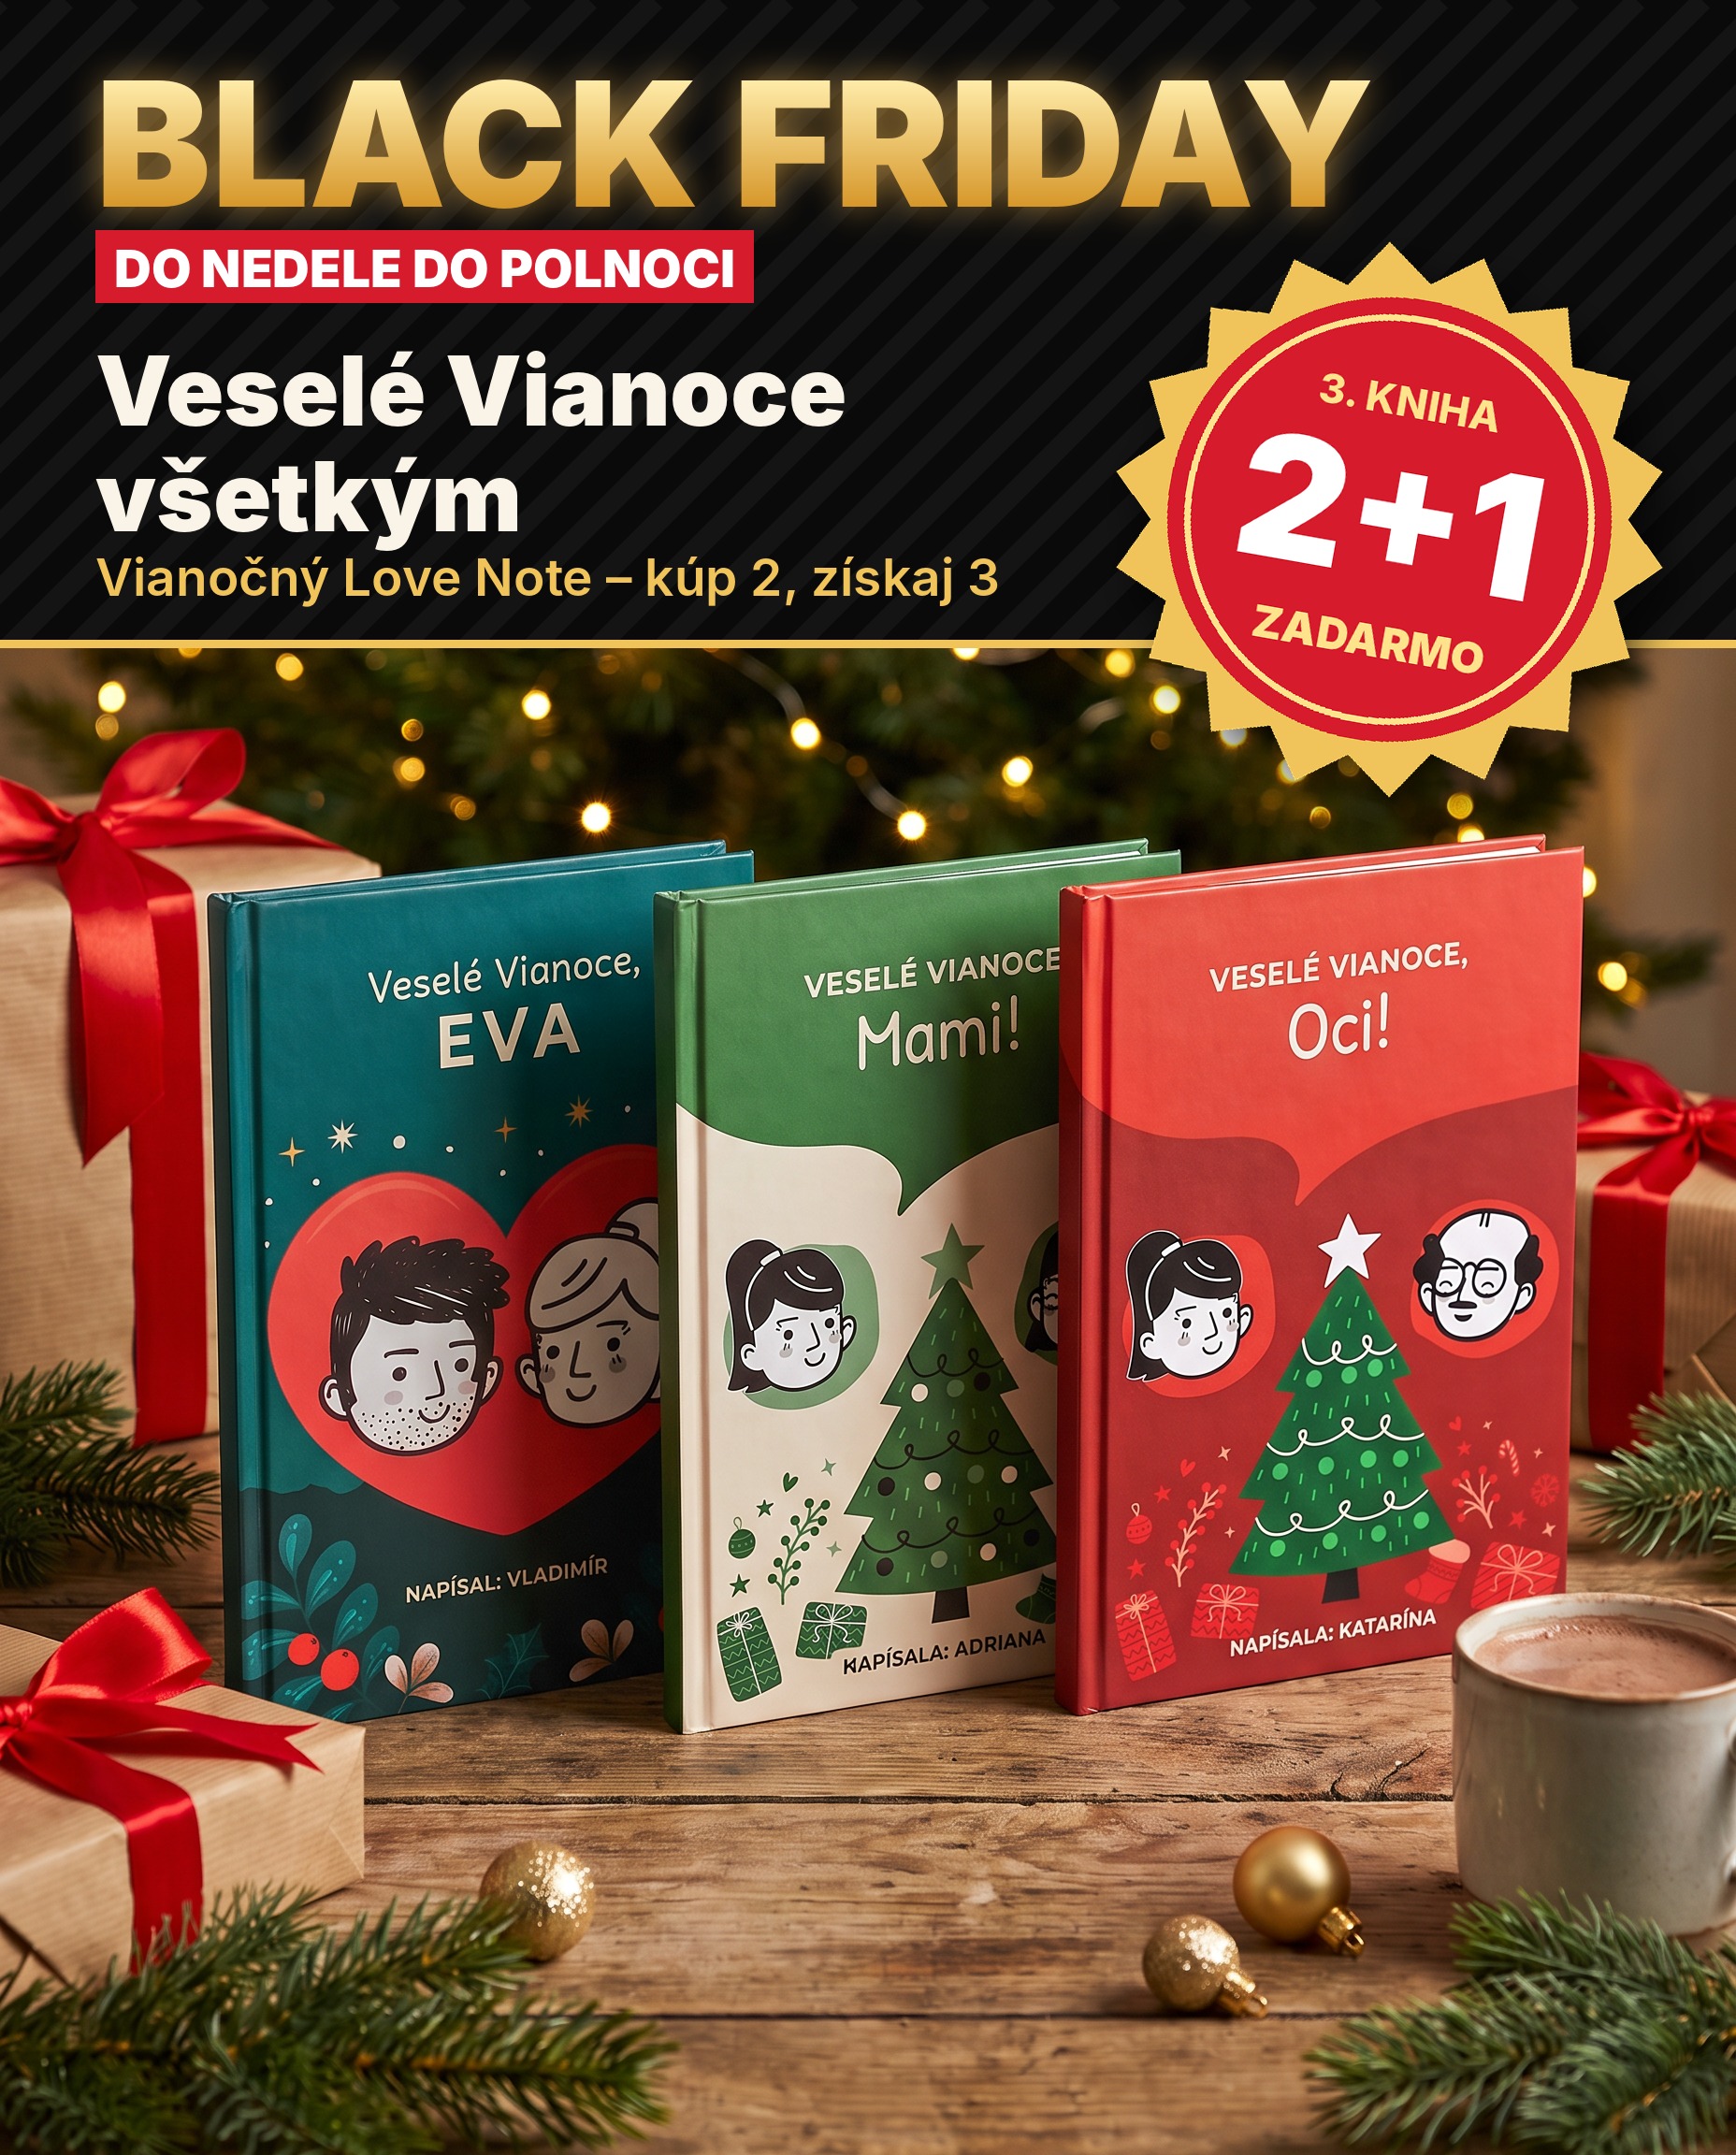 BLACK FRIDAY
DO NEDELE DO POLNOCI
Veselé Vianoce
všetkým
Vianočný Love Note – kúp 2, získaj 3
3. KNIHA
2+1
ZADARMO
Veselé Vianoce,
EVA
NAPÍSAL: VLADIMÍR
VESELÉ VIANOCE
Mami!
NAPÍSALA: ADRIANA
VESELÉ VIANOCE,
Oci!
NAPÍSALA: KATARÍNA